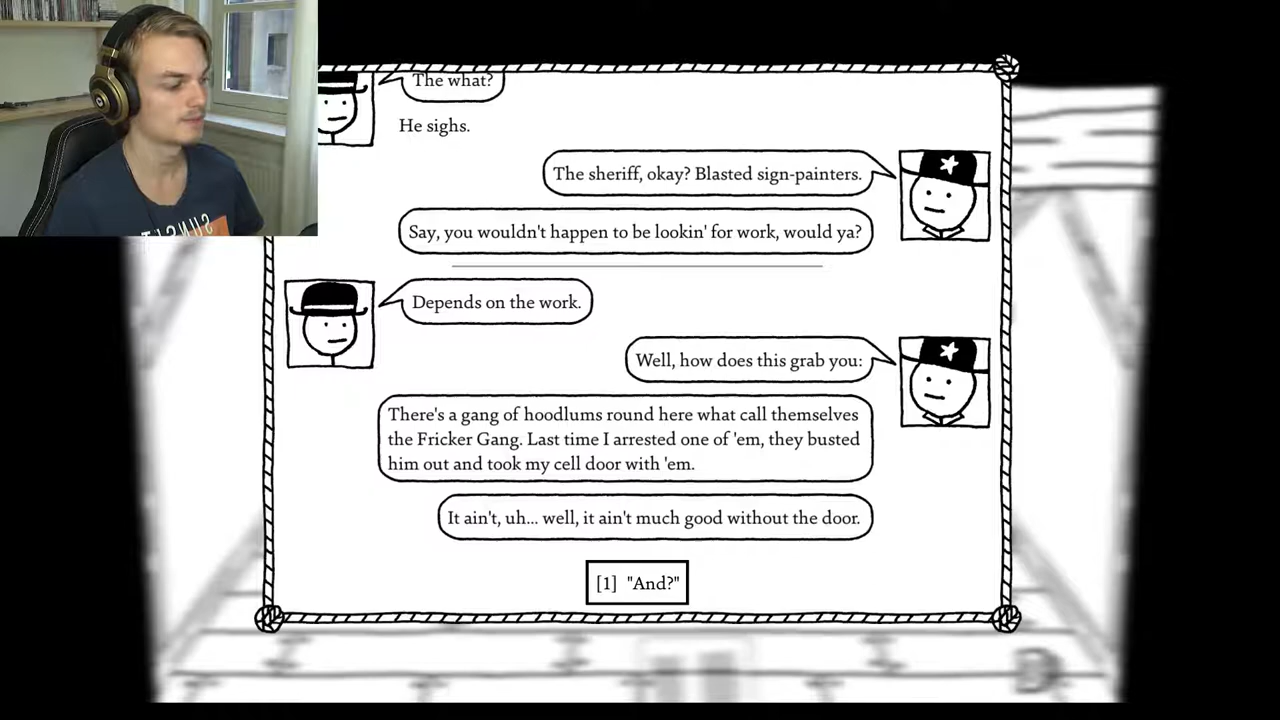 The what?
He sighs.
The sheriff, okay? Blasted sign-painters.
Say, you wouldn't happen to be lookin' for work, would ya?
Depends on the work.
Well, how does this grab you:
There's a gang of hoodlums round here what call themselves
the Fricker Gang. Last time I arrested one of 'em, they busted
him out and took my cell door with 'em.
It ain't, uh... well, it ain't much good without the door.
[1] "And?"